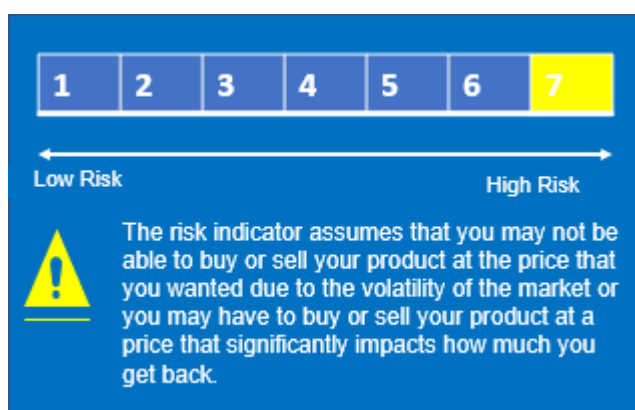 1 2 3 4 5 6 7
Low Risk High Risk
The risk indicator assumes that you may not be
able to buy or sell your product at the price that
you wanted due to the volatility of the market or
you may have to buy or sell your product at a
price that significantly impacts how much you
get back.